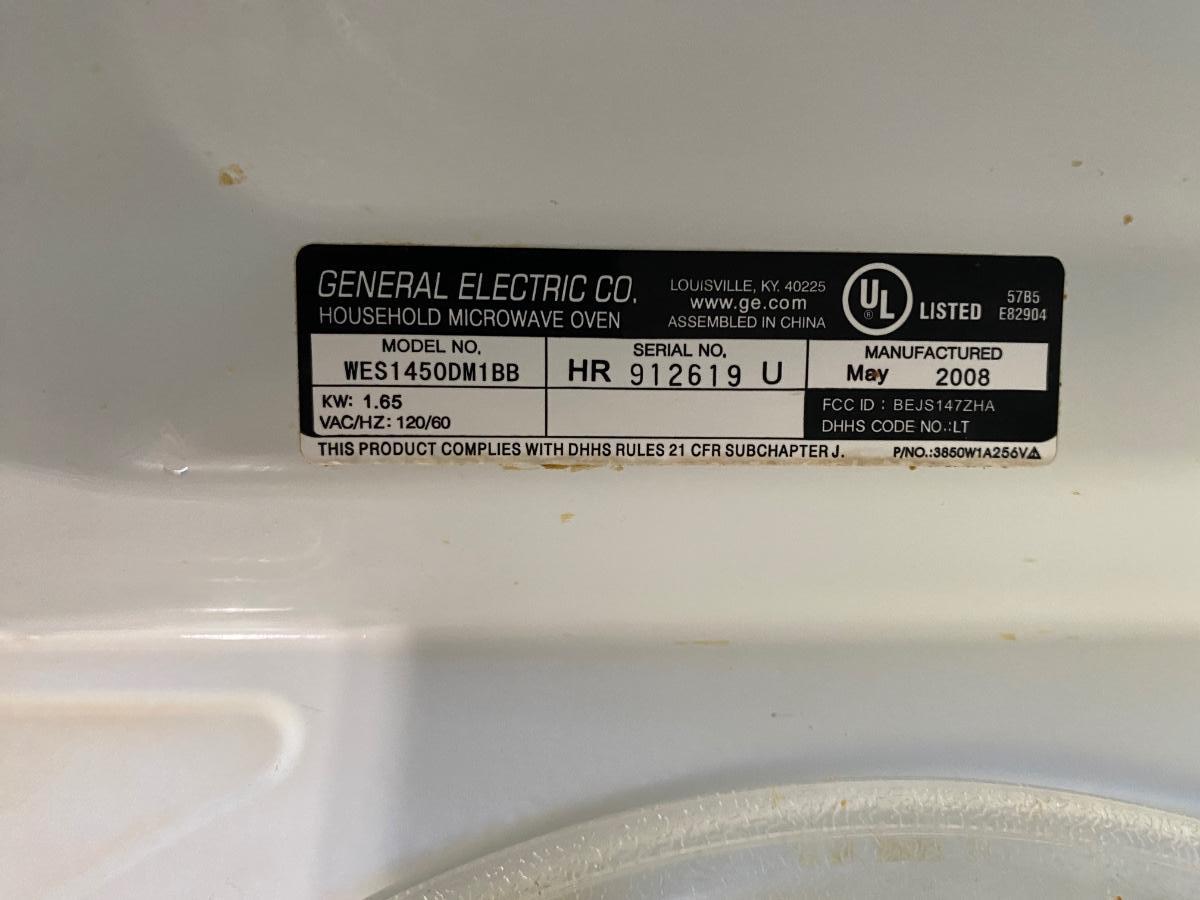 GENERAL ELECTRIC CO.
HOUSEHOLD MICROWAVE OVEN
LOUISVILLE, KY. 40225
www.ge.com
ASSEMBLED IN CHINA
UL
®
LISTED
57B5
E82904
MODEL NO.
WES1450DM1BB
SERIAL NO.
HR 912619 U
MANUFACTURED
May 2008
KW: 1.65
VAC/HZ: 120/60
FCC ID : BEJS147ZHA
DHHS CODE NO.:LT
THIS PRODUCT COMPLIES WITH DHHS RULES 21 CFR SUBCHAPTER J.
P/NO.:3850W1A256V